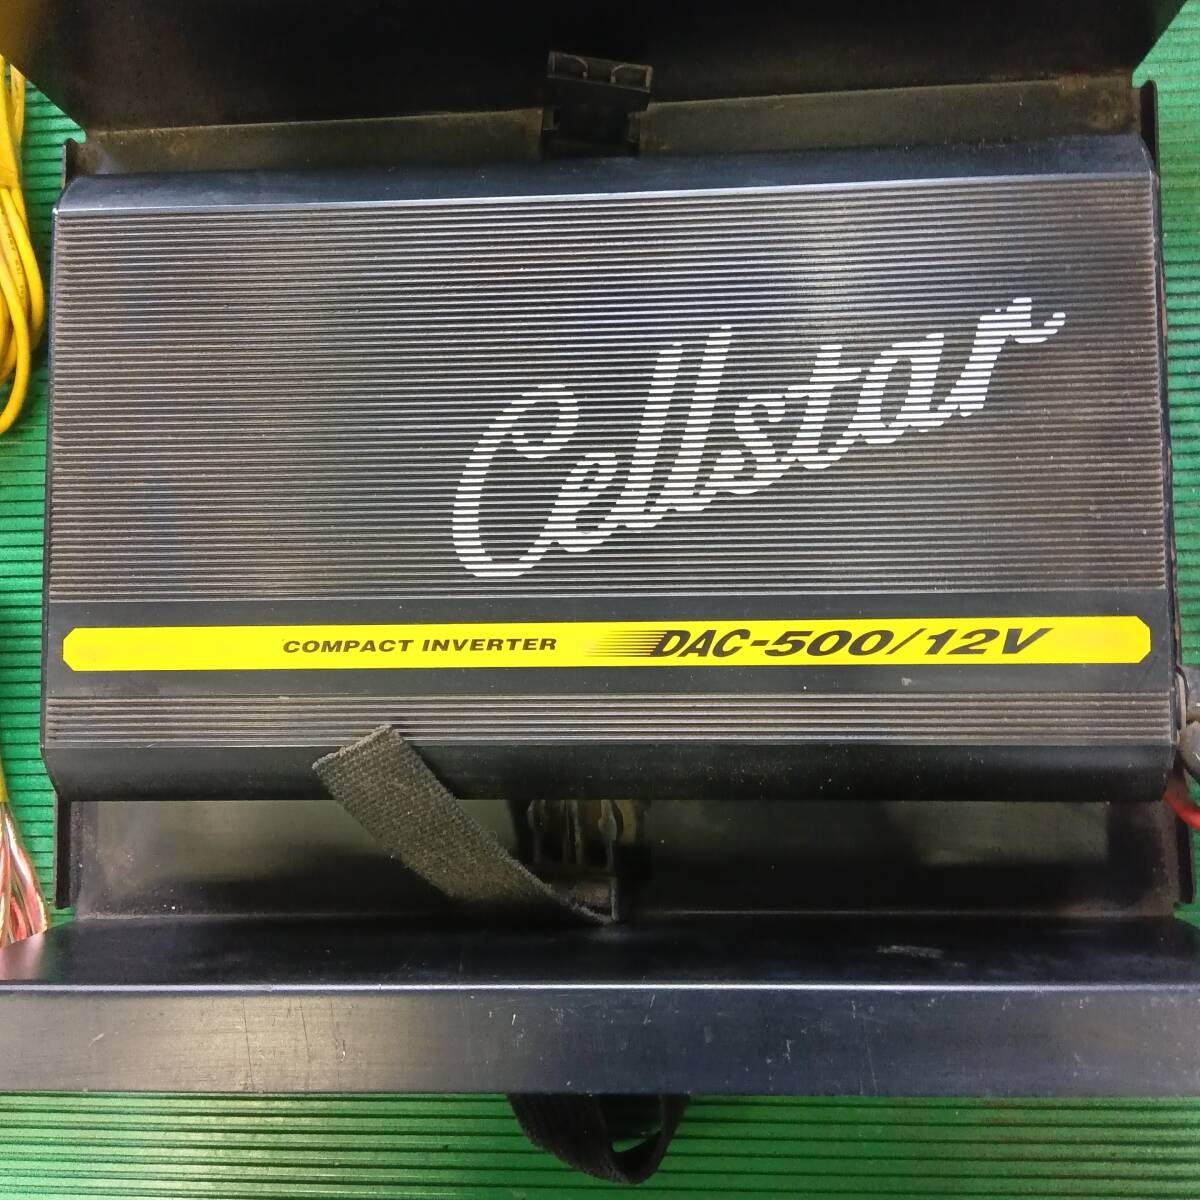 Cellstar
COMPACT INVERTER DAC-500/12V